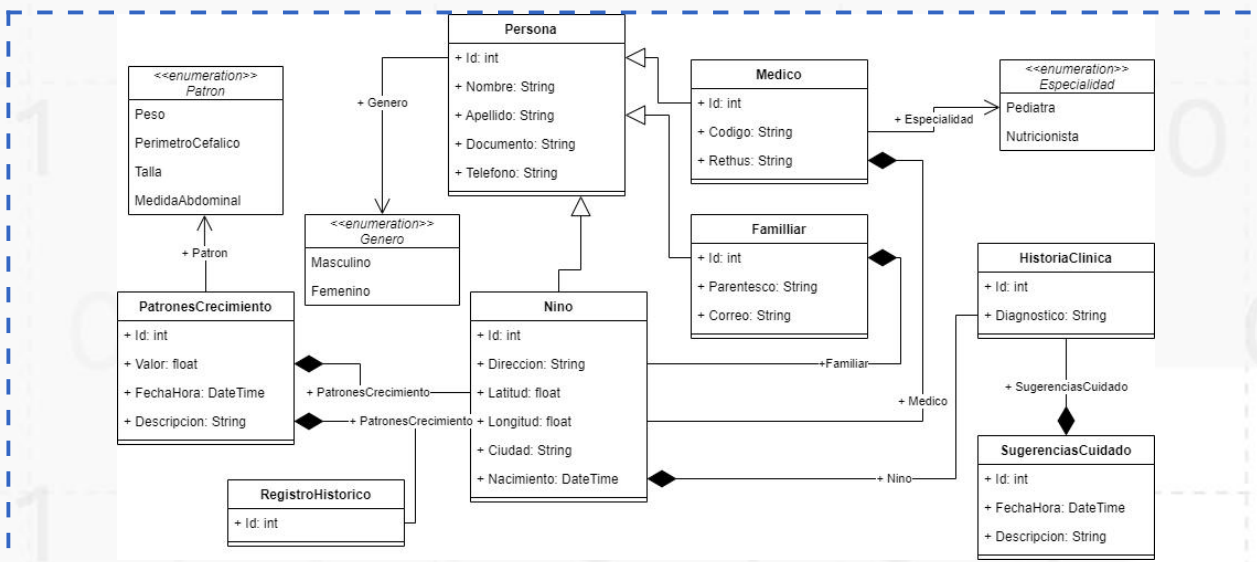 Persona
+ Id: int
+ Nombre: String
+ Apellido: String
+ Documento: String
+ Telefono: String
<<enumeration>>
Patron
Peso
PerimetroCefalico
Talla
MedidaAbdominal
+ Genero
Medico
+ Id: int
+ Codigo: String
+ Rethus: String
+ Especialidad
<<enumeration>>
Especialidad
Pediatra
Nutricionista
+ Patron
<<enumeration>>
Genero
Masculino
Femenino
Familliar
+ Id: int
+ Parentesco: String
+ Correo: String
HistoriaClinica
+ Id: int
+ Diagnostico: String
PatronesCrecimiento
+ Id: int
+ Valor: float
+ FechaHora: DateTime
+ Descripcion: String
+ PatronesCrecimiento
+ PatronesCrecimiento
Nino
+ Id: int
+ Direccion: String
+ Latitud: float
+ Longitud: float
+ Ciudad: String
+ Nacimiento: DateTime
+Familiar
+ Medico
+ Nino
+ SugerenciasCuidado
RegistroHistorico
+ Id: int
SugerenciasCuidado
+ Id: int
+ FechaHora: DateTime
+ Descripcion: String